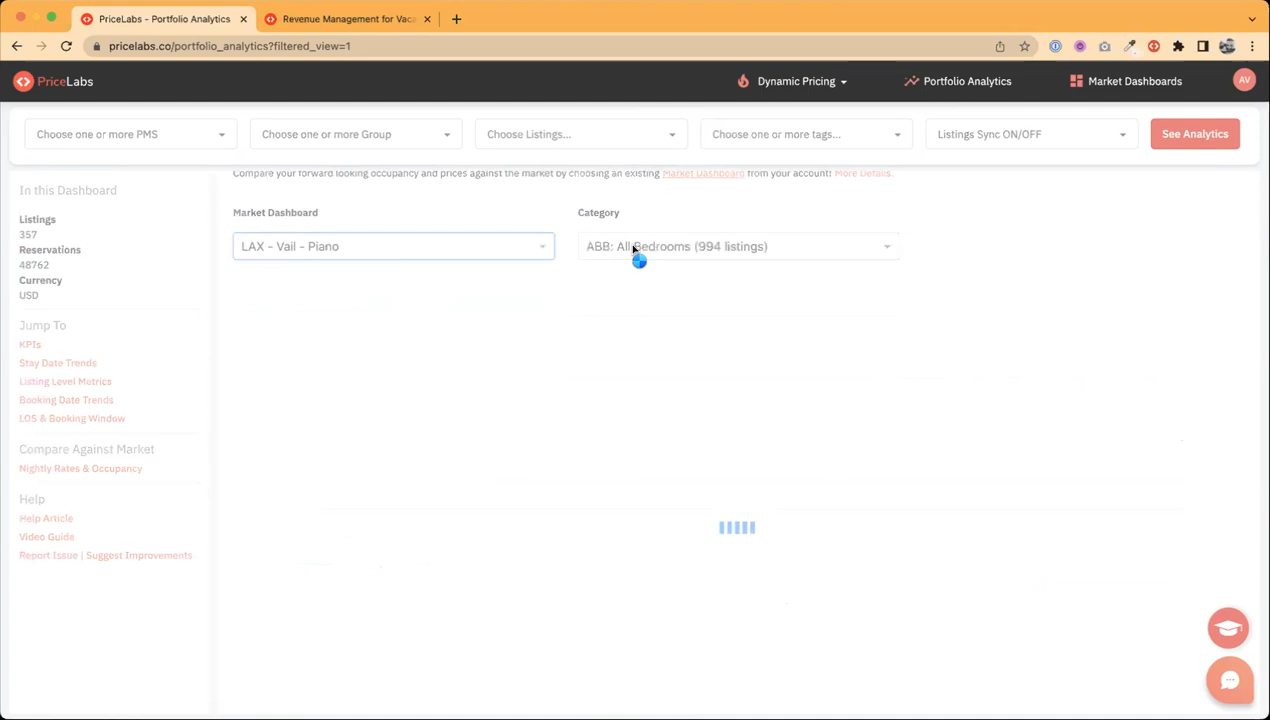 PriceLabs - Portfolio Analytics
Revenue Management for Vaca
pricelabs.co/portfolio_analytics?filtered_view=1
PriceLabs
Dynamic Pricing
Portfolio Analytics
Market Dashboards
AV
Choose one or more PMS
Choose one or more Group
Choose Listings...
Choose one or more tags...
Listings Sync ON/OFF
See Analytics
In this Dashboard
Listings
357
Reservations
48762
Currency
USD
Jump To
KPIs
Stay Date Trends
Listing Level Metrics
Booking Date Trends
LOS & Booking Window
Compare Against Market
Nightly Rates & Occupancy
Help
Help Article
Video Guide
Report Issue | Suggest Improvements
Compare your forward looking occupancy and prices against the market by choosing an existing Market Dashboard from your account! More Details.
Market Dashboard
Category
LAX - Vail - Piano
ABB: All Bedrooms (994 listings)